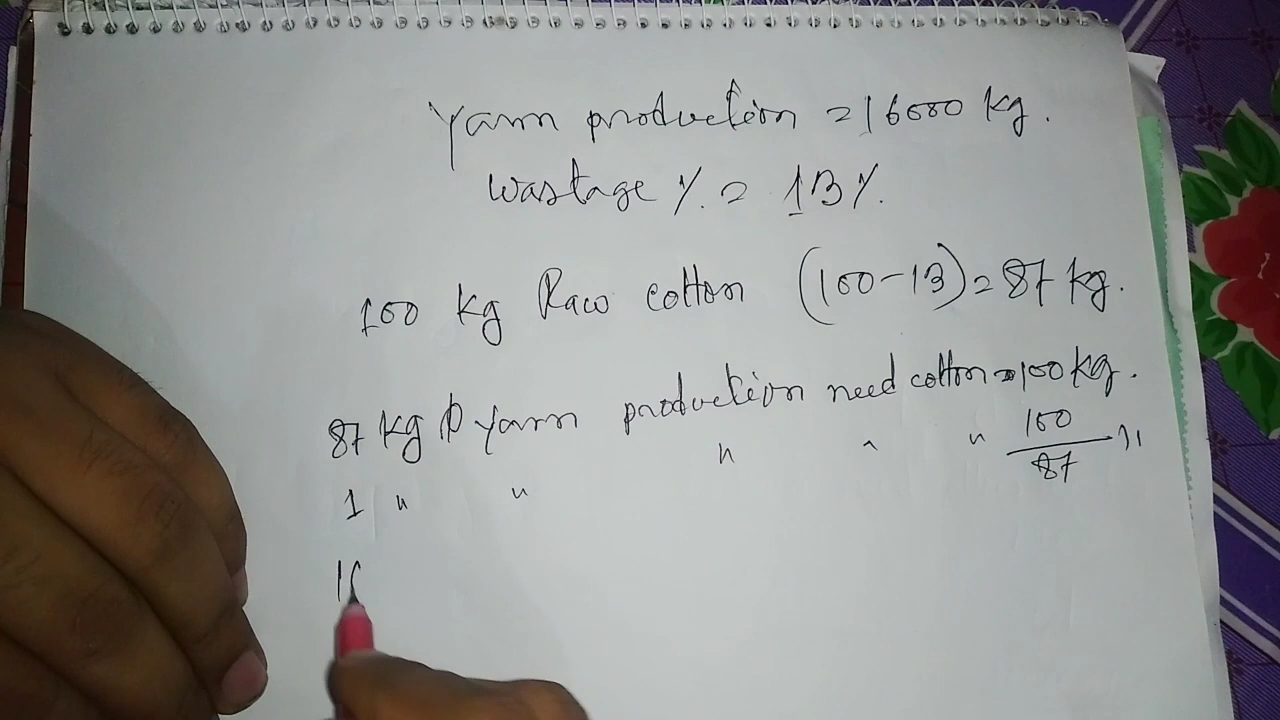 Yarn production = 16000 kg.
Wastage % = 13%.
100 kg Raw cotton (100-13) = 87 kg.
87 kg Yarn production need cotton = 100 kg.
1 " " " " " 100/87 "
16